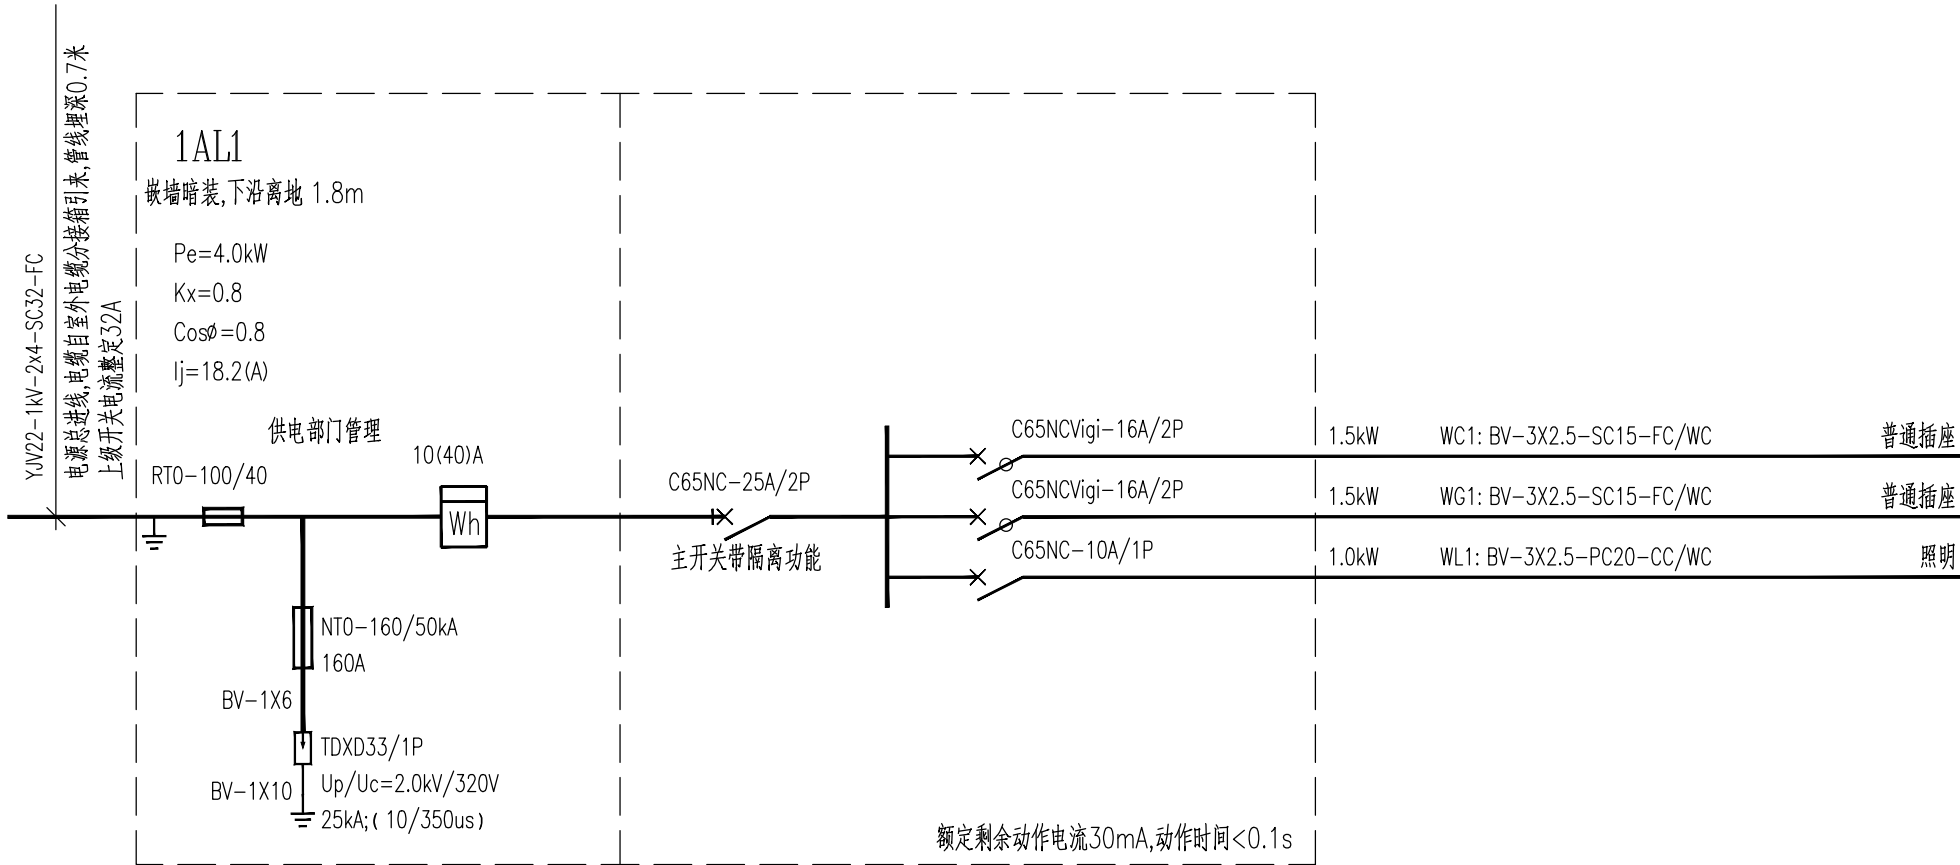 YJV22-1kV-2x4-SC32-FC
电源总进线,电缆自室外电缆分接箱引来,管线埋深0.7米
上级开关电流整定32A
1AL1
嵌墙暗装,下沿离地 1.8m
Pe=4.0kW
Kx=0.8
Cosø=0.8
Ij=18.2(A)
供电部门管理
RT0-100/40
10(40)A
Wh
C65NC-25A/2P
主开关带隔离功能
C65NCVigi-16A/2P
1.5kW
WC1: BV-3X2.5-SC15-FC/WC
普通插座
C65NCVigi-16A/2P
1.5kW
WG1: BV-3X2.5-SC15-FC/WC
普通插座
C65NC-10A/1P
1.0kW
WL1: BV-3X2.5-PC20-CC/WC
照明
NT0-160/50kA
160A
BV-1X6
TDXD33/1P
BV-1X10
Up/Uc=2.0kV/320V
25kA;( 10/350us)
额定剩余动作电流30mA,动作时间<0.1s